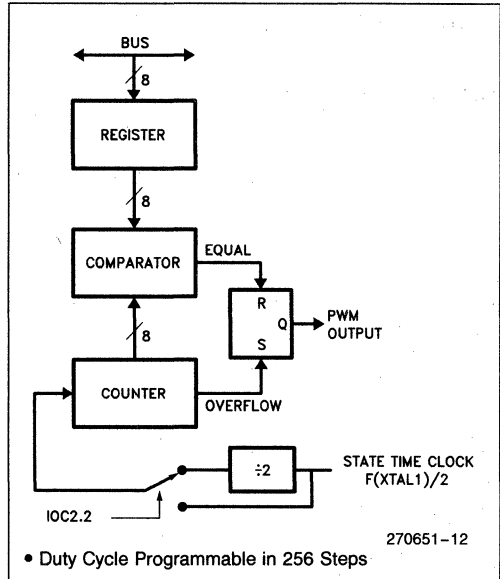 BUS
8
REGISTER
8
COMPARATOR
EQUAL
R
Q
PWM
OUTPUT
8
S
COUNTER
OVERFLOW
÷2
STATE TIME CLOCK
F(XTAL1)/2
IOC2.2
270651-12
• Duty Cycle Programmable in 256 Steps